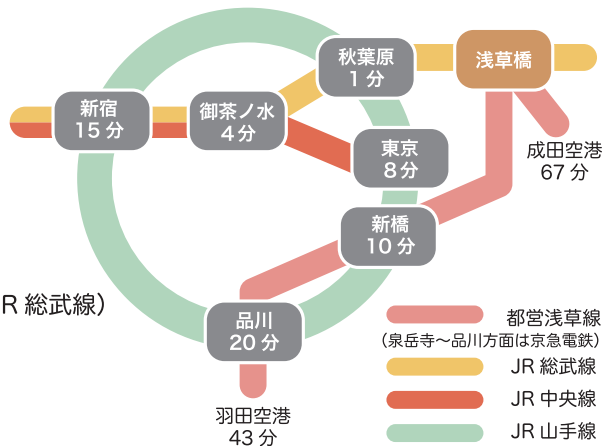 秋葉原
1分
浅草橋
新宿
15分
御茶ノ水
4分
東京
8分
成田空港
67分
新橋
10分
R 総武線）
品川
20分
羽田空港
43分
都営浅草線
（泉岳寺〜品川方面は京急電鉄）
JR 総武線
JR 中央線
JR 山手線